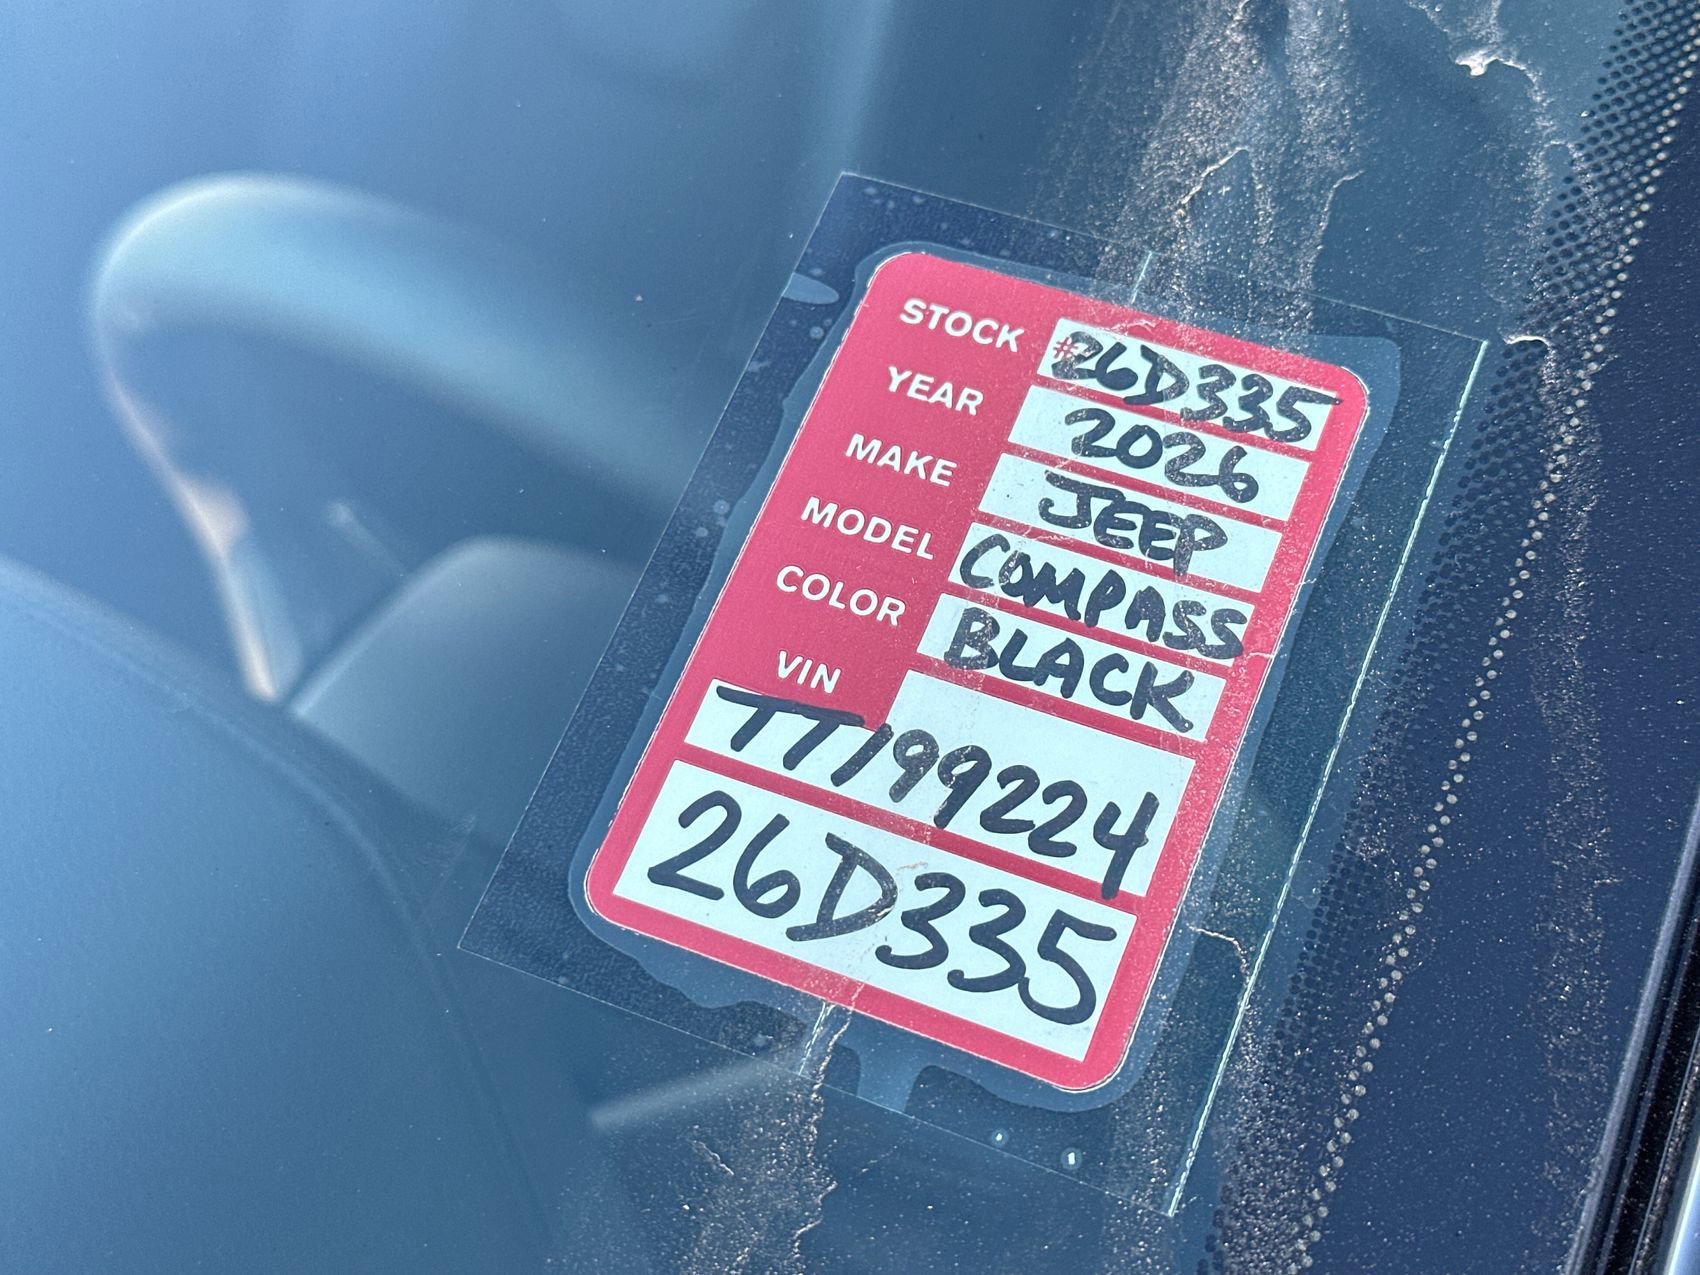 STOCK #26D335
YEAR 2026
MAKE JEEP
MODEL COMPASS
COLOR BLACK
VIN
TT199224
26D335